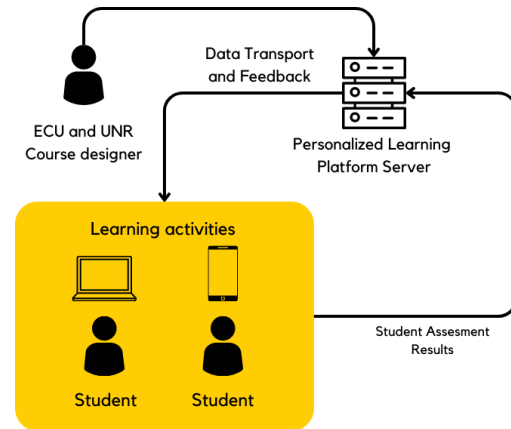 Data Transport
and Feedback
ECU and UNR
Course designer
Personalized Learning
Platform Server
Learning activities
Student Assesment
Results
Student
Student